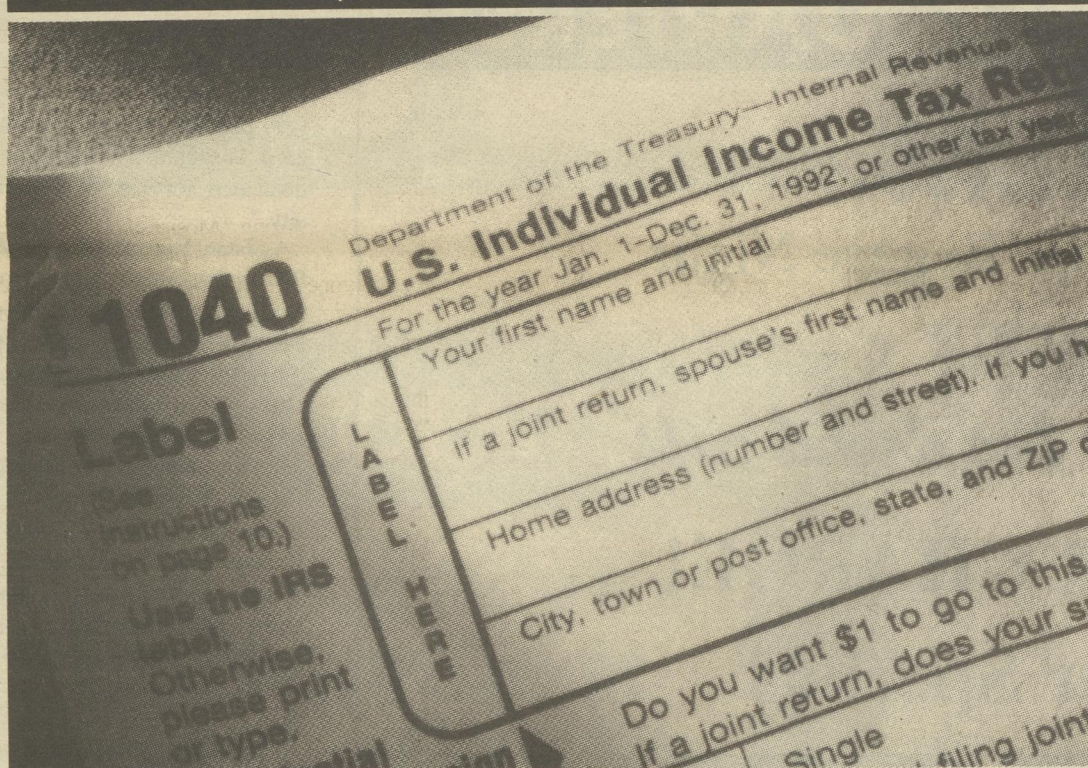 Department of the Treasury—Internal Revenue
1040
U.S. Individual Income Tax Ret
For the year Jan. 1–Dec. 31, 1992, or other tax year
Label
(See
instructions
on page 10.)
Use the IRS
label.
Otherwise,
please print
or type.
LABEL HERE
Your first name and initial
If a joint return, spouse's first name and initial
Home address (number and street). If you h
City, town or post office, state, and ZIP
Do you want $1 to go to this
If a joint return, does your s
Single
filing joint